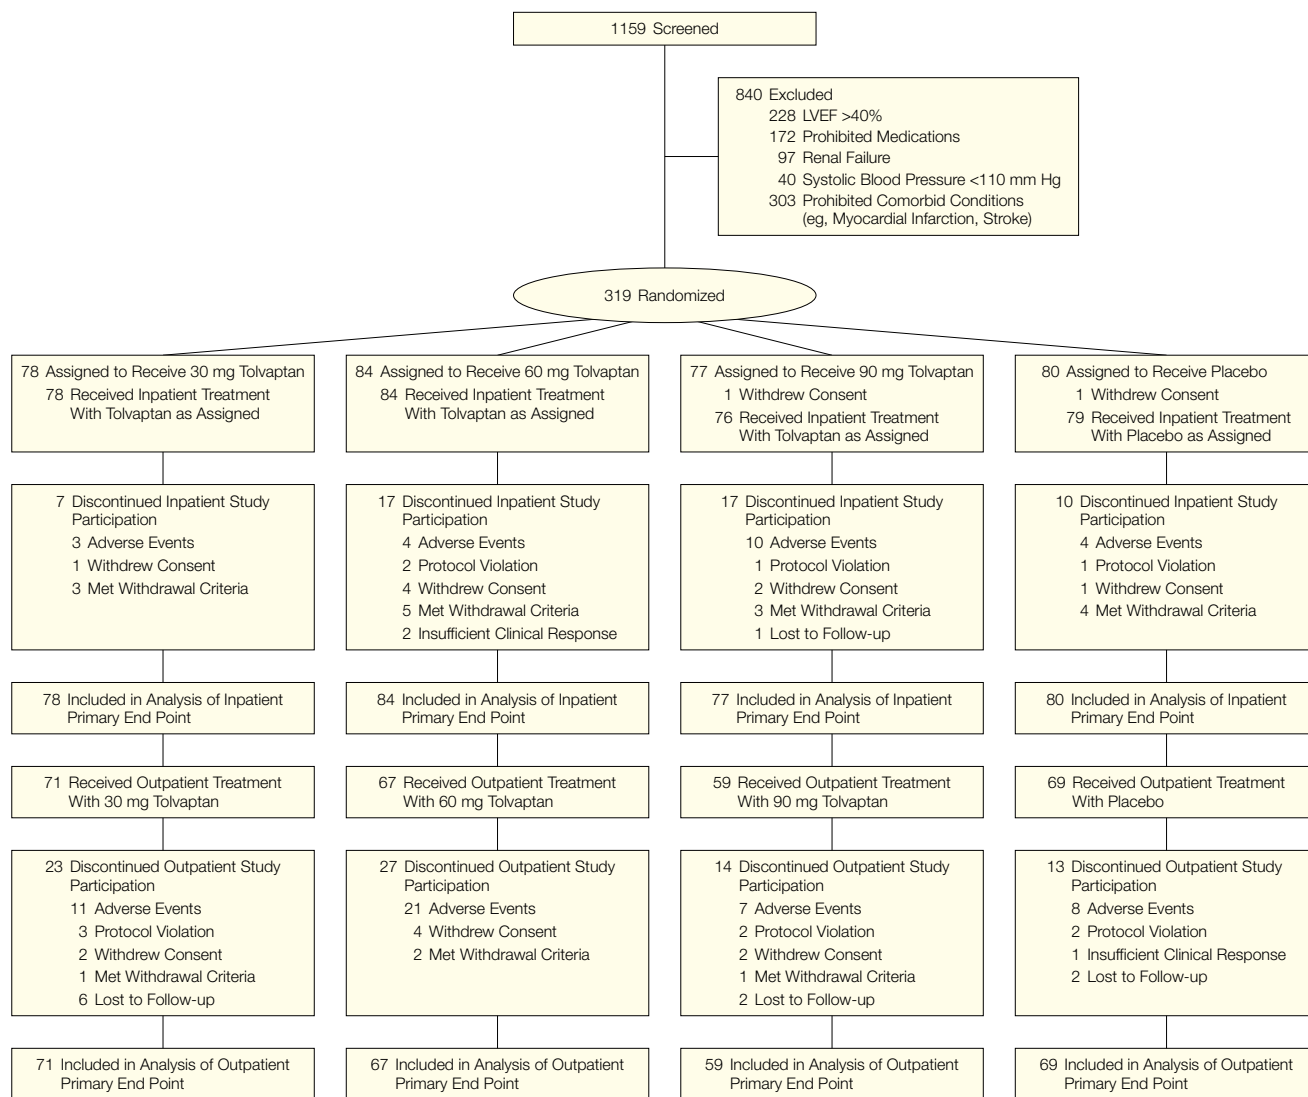 1159 Screened
840 Excluded
228 LVEF >40%
172 Prohibited Medications
97 Renal Failure
40 Systolic Blood Pressure <110 mm Hg
303 Prohibited Comorbid Conditions
(eg, Myocardial Infarction, Stroke)
319 Randomized
78 Assigned to Receive 30 mg Tolvaptan
78 Received Inpatient Treatment
With Tolvaptan as Assigned
84 Assigned to Receive 60 mg Tolvaptan
84 Received Inpatient Treatment
With Tolvaptan as Assigned
77 Assigned to Receive 90 mg Tolvaptan
1 Withdrew Consent
76 Received Inpatient Treatment
With Tolvaptan as Assigned
80 Assigned to Receive Placebo
1 Withdrew Consent
79 Received Inpatient Treatment
With Placebo as Assigned
7 Discontinued Inpatient Study
Participation
3 Adverse Events
1 Withdrew Consent
3 Met Withdrawal Criteria
17 Discontinued Inpatient Study
Participation
4 Adverse Events
2 Protocol Violation
4 Withdrew Consent
5 Met Withdrawal Criteria
2 Insufficient Clinical Response
17 Discontinued Inpatient Study
Participation
10 Adverse Events
1 Protocol Violation
2 Withdrew Consent
3 Met Withdrawal Criteria
1 Lost to Follow-up
10 Discontinued Inpatient Study
Participation
4 Adverse Events
1 Protocol Violation
1 Withdrew Consent
4 Met Withdrawal Criteria
78 Included in Analysis of Inpatient
Primary End Point
84 Included in Analysis of Inpatient
Primary End Point
77 Included in Analysis of Inpatient
Primary End Point
80 Included in Analysis of Inpatient
Primary End Point
71 Received Outpatient Treatment
With 30 mg Tolvaptan
67 Received Outpatient Treatment
With 60 mg Tolvaptan
59 Received Outpatient Treatment
With 90 mg Tolvaptan
69 Received Outpatient Treatment
With Placebo
23 Discontinued Outpatient Study
Participation
11 Adverse Events
3 Protocol Violation
2 Withdrew Consent
1 Met Withdrawal Criteria
6 Lost to Follow-up
27 Discontinued Outpatient Study
Participation
21 Adverse Events
4 Withdrew Consent
2 Met Withdrawal Criteria
14 Discontinued Outpatient Study
Participation
7 Adverse Events
2 Protocol Violation
2 Withdrew Consent
1 Met Withdrawal Criteria
2 Lost to Follow-up
13 Discontinued Outpatient Study
Participation
8 Adverse Events
2 Protocol Violation
1 Insufficient Clinical Response
2 Lost to Follow-up
71 Included in Analysis of Outpatient
Primary End Point
67 Included in Analysis of Outpatient
Primary End Point
59 Included in Analysis of Outpatient
Primary End Point
69 Included in Analysis of Outpatient
Primary End Point